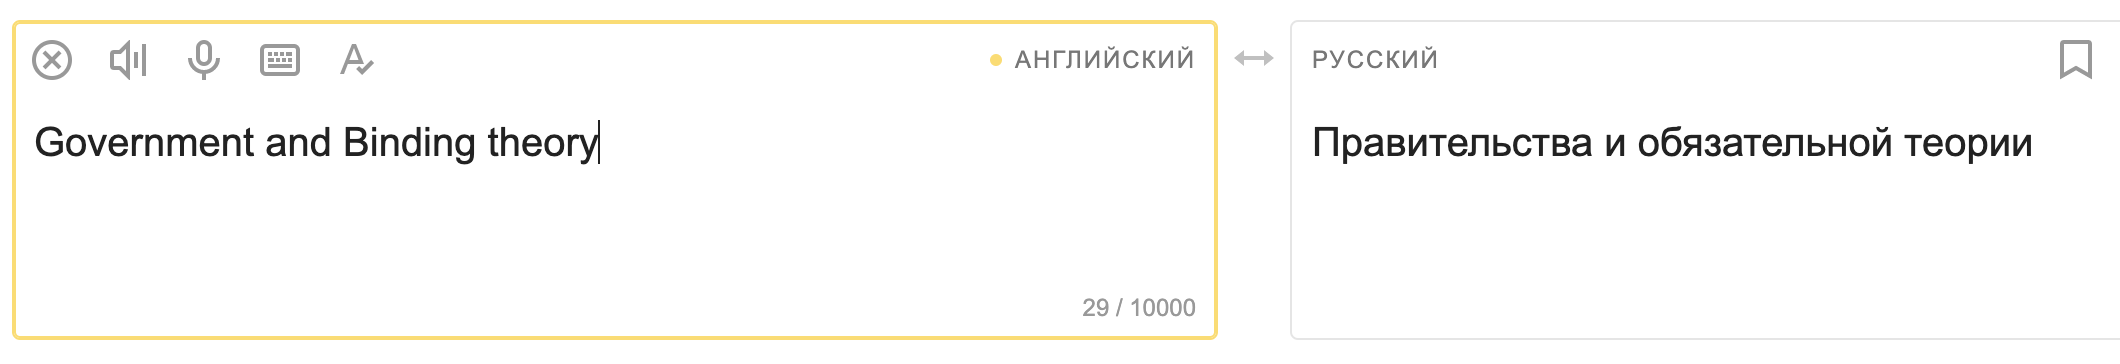 АНГЛИЙСКИЙ
РУССКИЙ
Government and Binding theory
Правительства и обязательной теории
29 / 10000